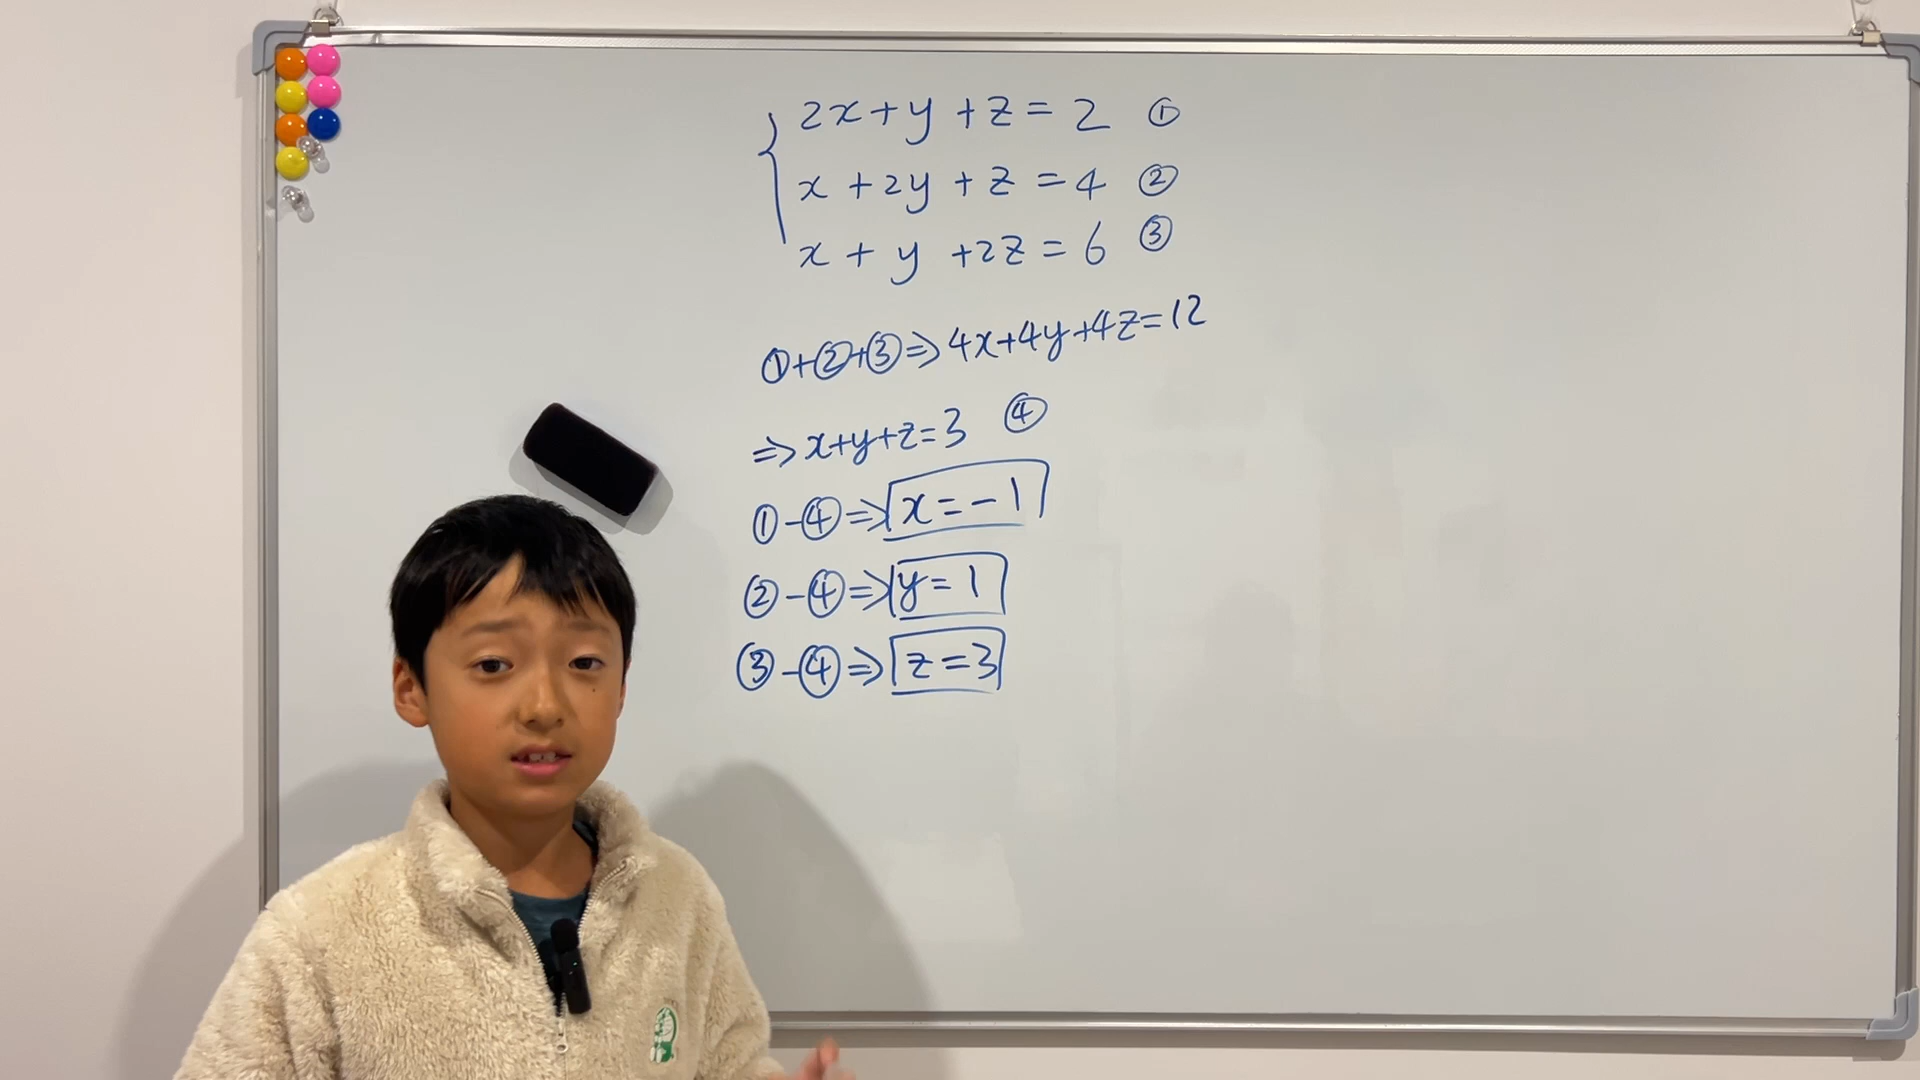 2x+y+z=2 ①
x+2y+z=4 ②
x+y+2z=6 ③
①+②+③⇒4x+4y+4z=12
⇒x+y+z=3 ④
①-④⇒x=-1
②-④⇒y=1
③-④⇒z=3